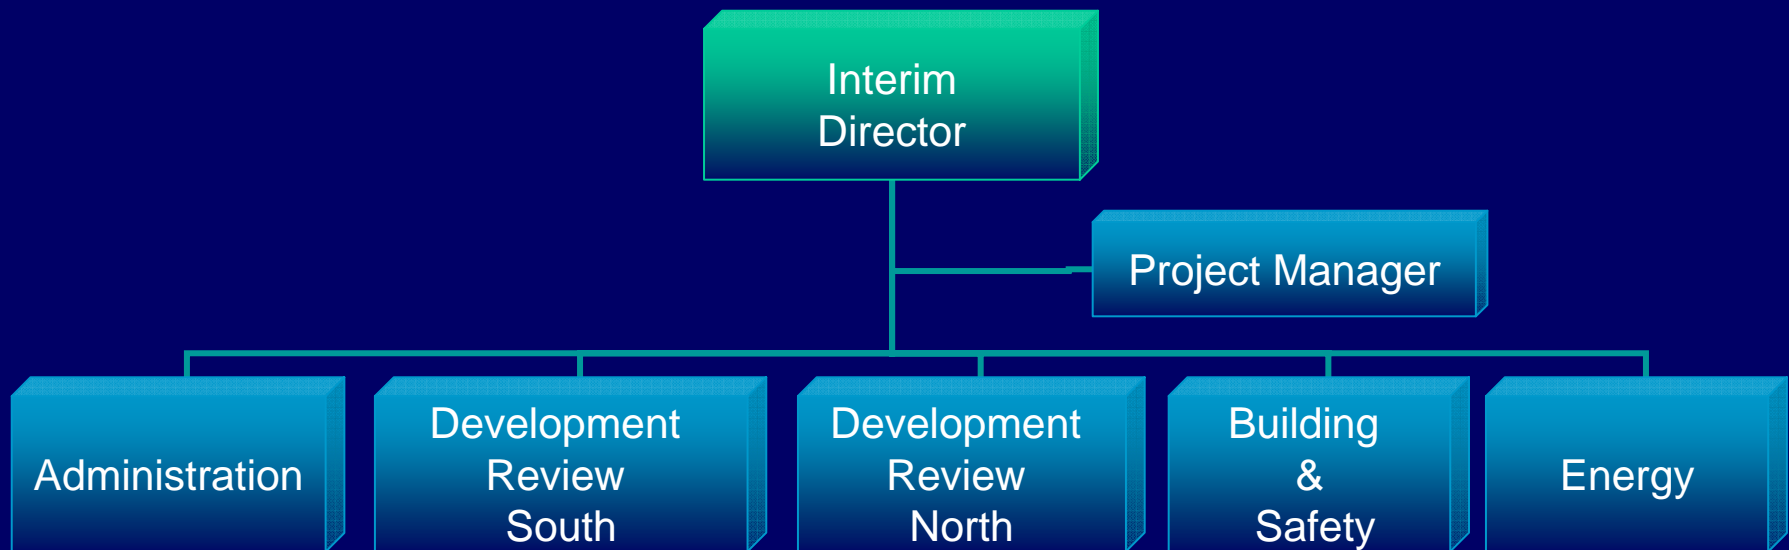 Interim
Director
Project Manager
Administration
Development
Review
South
Development
Review
North
Building
&
Safety
Energy